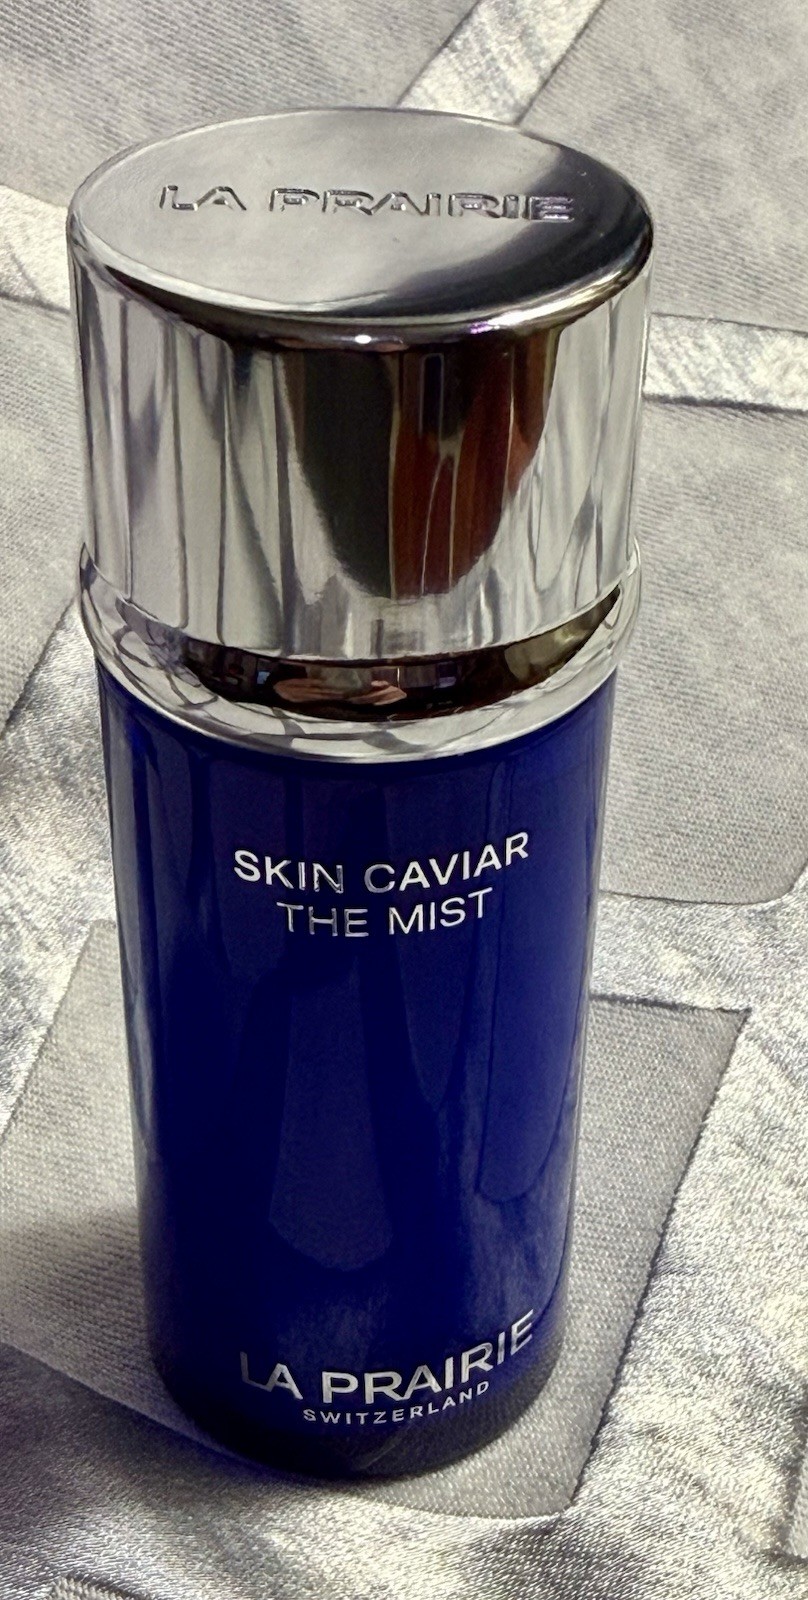 LA PRAIRIE
SKIN CAVIAR
THE MIST
LA PRAIRIE
SWITZERLAND